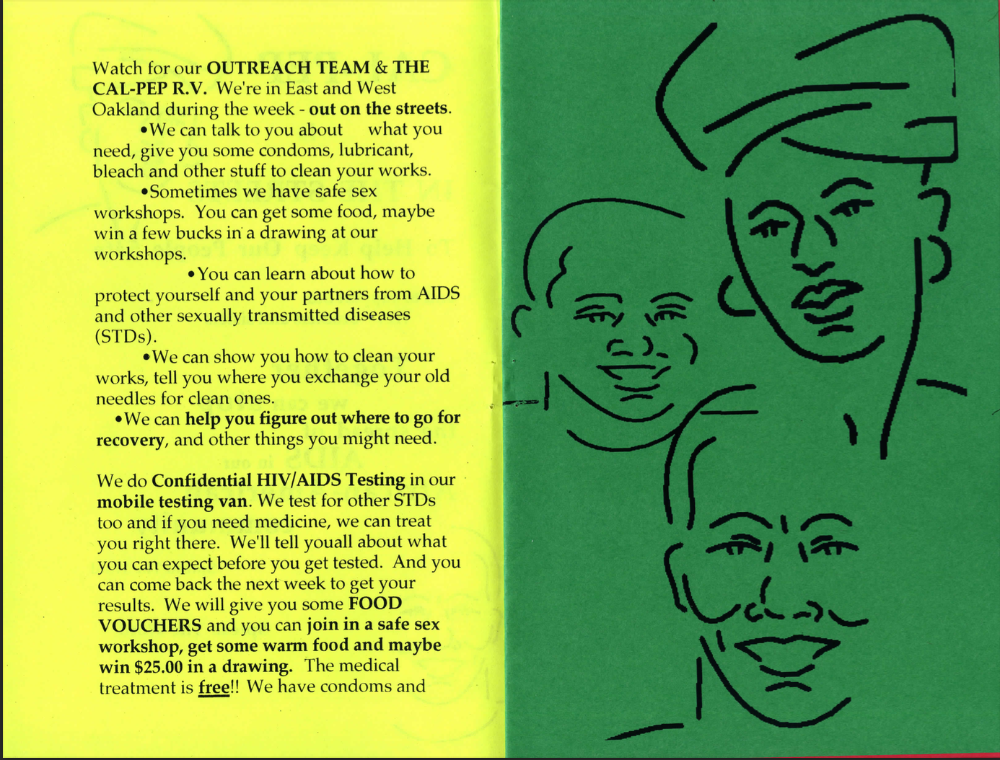 Watch for our OUTREACH TEAM & THE
CAL-PEP R.V. We're in East and West
Oakland during the week - out on the streets.
•We can talk to you about what you
need, give you some condoms, lubricant,
bleach and other stuff to clean your works.
•Sometimes we have safe sex
workshops. You can get some food, maybe
win a few bucks in a drawing at our
workshops.
•You can learn about how to
protect yourself and your partners from AIDS
and other sexually transmitted diseases
(STDs).
•We can show you how to clean your
works, tell you where you exchange your old
needles for clean ones.
•We can help you figure out where to go for
recovery, and other things you might need.
We do Confidential HIV/AIDS Testing in our
mobile testing van. We test for other STDs
too and if you need medicine, we can treat
you right there. We'll tell youall about what
you can expect before you get tested. And you
can come back the next week to get your
results. We will give you some FOOD
VOUCHERS and you can join in a safe sex
workshop, get some warm food and maybe
win $25.00 in a drawing. The medical
treatment is free!! We have condoms and